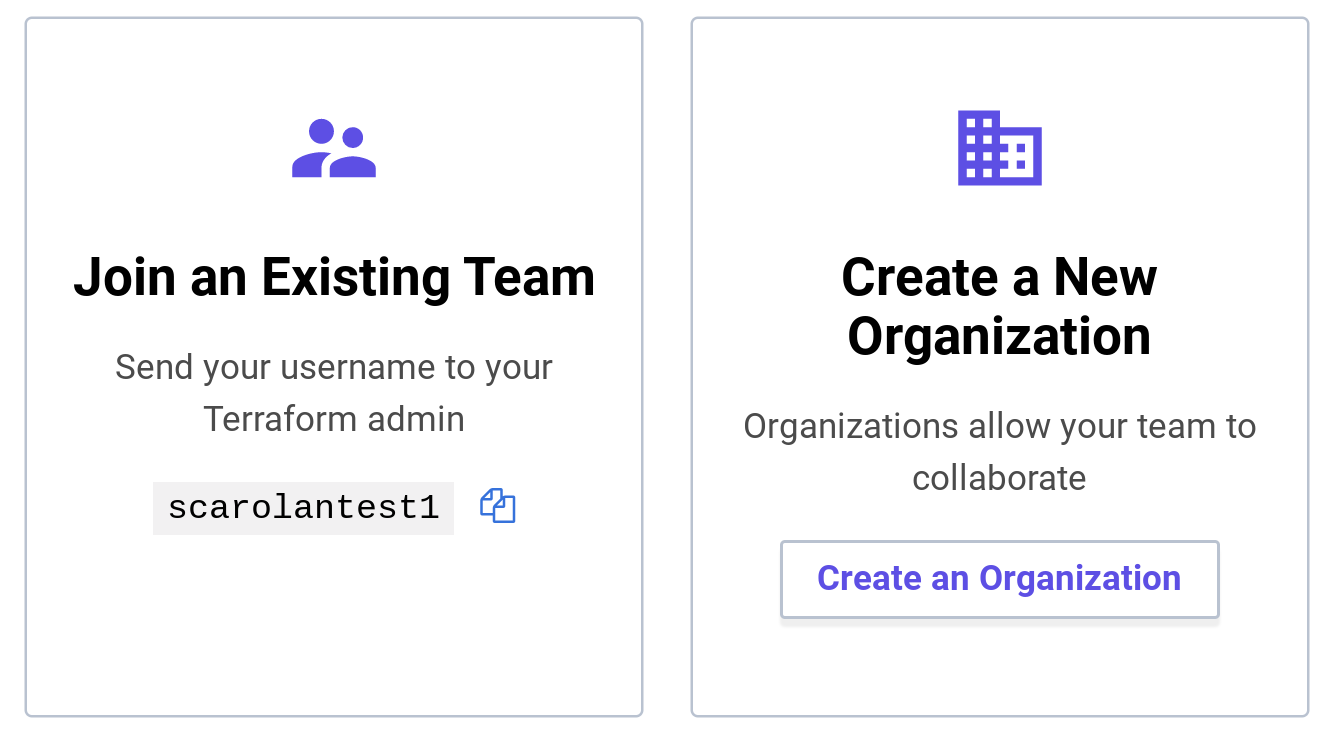 Join an Existing Team
Send your username to your
Terraform admin
scarolantest1
Create a New
Organization
Organizations allow your team to
collaborate
Create an Organization